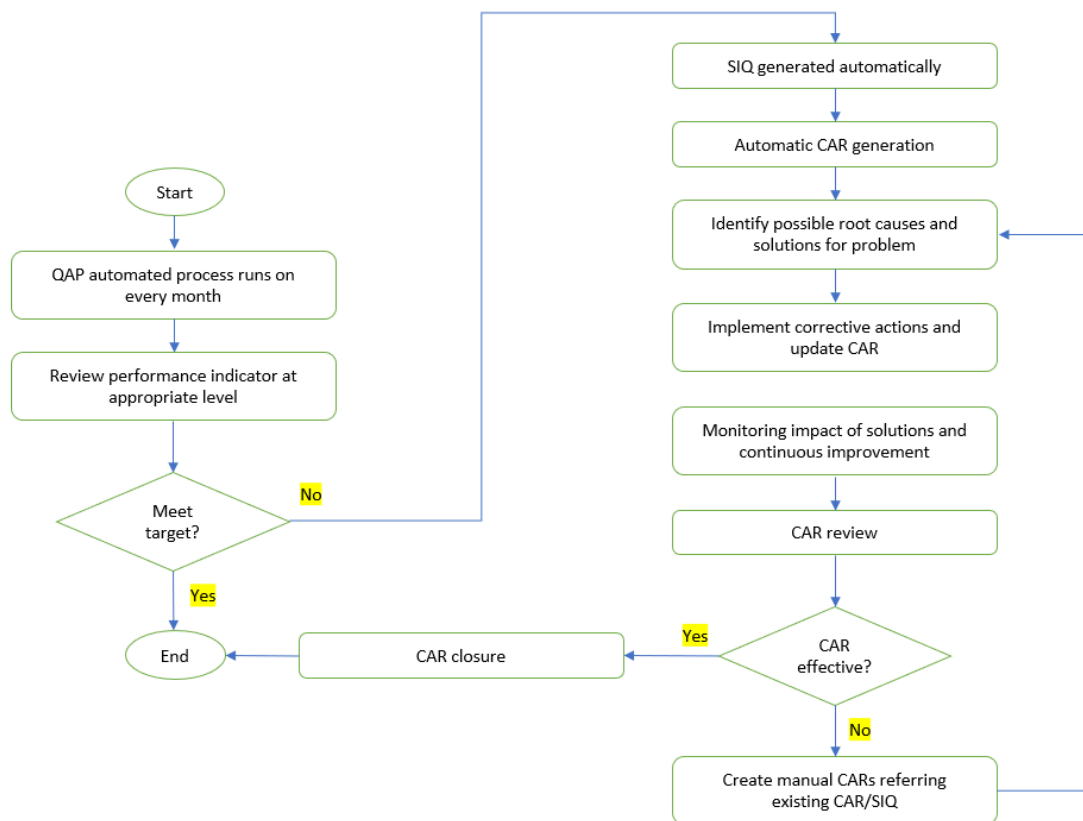 Start
QAP automated process runs on
every month
Review performance indicator at
appropriate level
Meet
target?
No
Yes
End
SIQ generated automatically
Automatic CAR generation
Identify possible root causes and
solutions for problem
Implement corrective actions and
update CAR
Monitoring impact of solutions and
continuous improvement
CAR review
CAR
effective?
Yes
CAR closure
No
Create manual CARs referring
existing CAR/SIQ